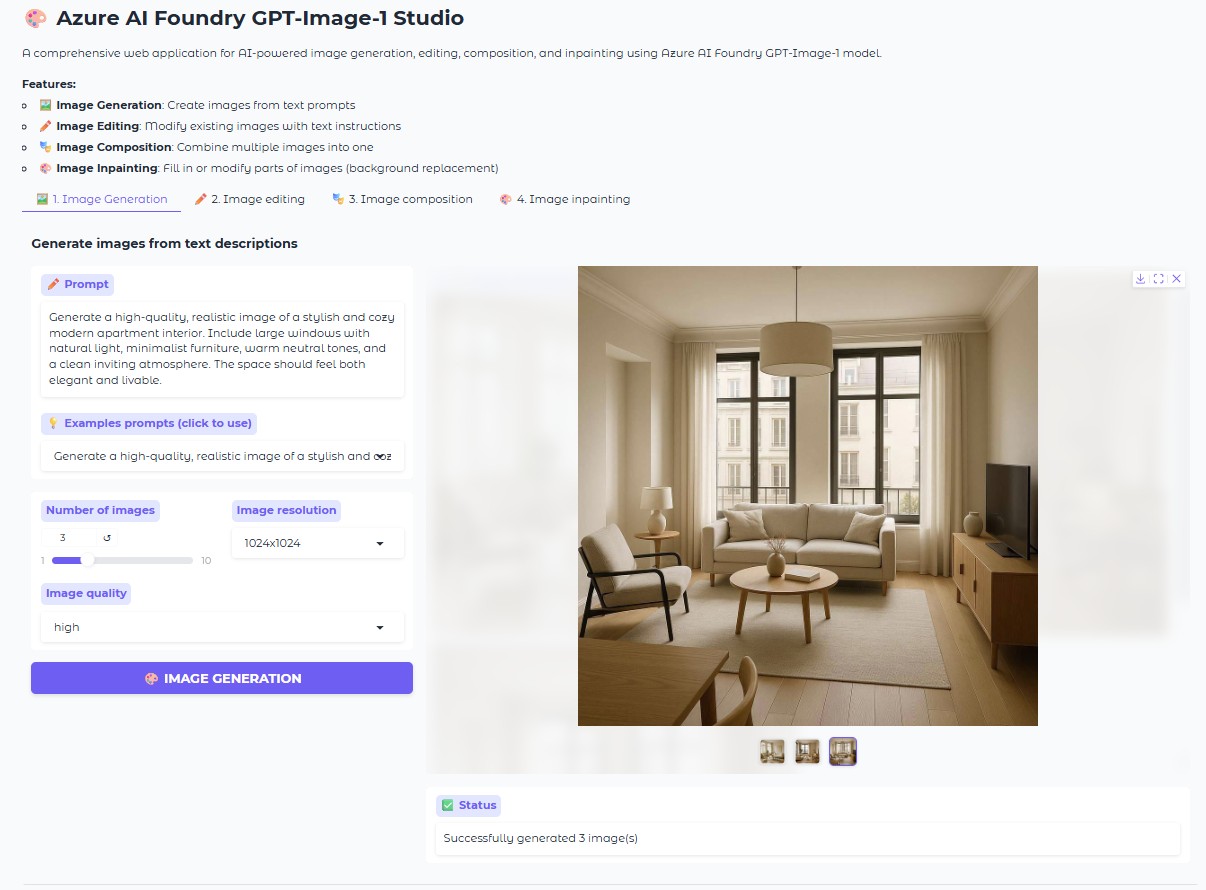 Azure AI Foundry GPT-Image-1 Studio
A comprehensive web application for AI-powered image generation, editing, composition, and inpainting using Azure AI Foundry GPT-Image-1 model.
Features:
Image Generation: Create images from text prompts
Image Editing: Modify existing images with text instructions
Image Composition: Combine multiple images into one
Image Inpainting: Fill in or modify parts of images (background replacement)
1. Image Generation 2. Image editing 3. Image composition 4. Image inpainting
Generate images from text descriptions
Prompt
Generate a high-quality, realistic image of a stylish and cozy
modern apartment interior. Include large windows with
natural light, minimalist furniture, warm neutral tones, and
a clean inviting atmosphere. The space should feel both
elegant and livable.
Examples prompts (click to use)
Generate a high-quality, realistic image of a stylish and coz
Number of images
3
1 10
Image resolution
1024x1024
Image quality
high
IMAGE GENERATION
Status
Successfully generated 3 image(s)